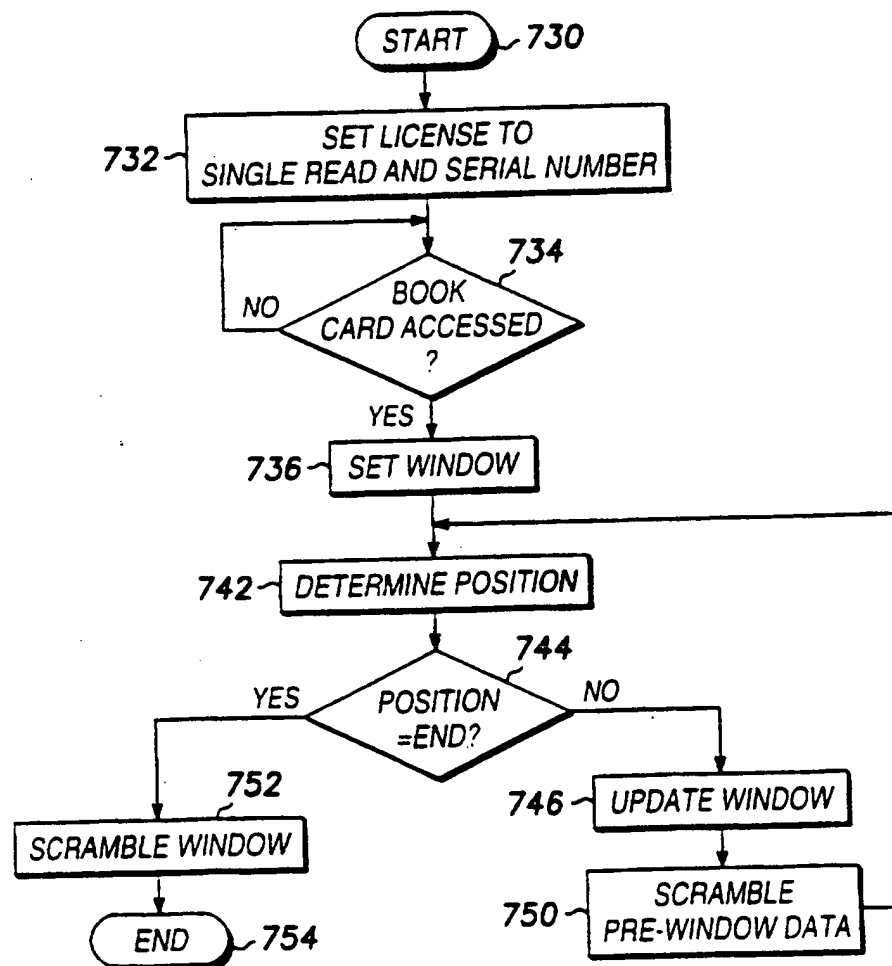 START
730
732
SET LICENSE TO
SINGLE READ AND SERIAL NUMBER
734
NO
BOOK
CARD ACCESSED
?
YES
736
SET WINDOW
742
DETERMINE POSITION
744
YES
POSITION
=END?
NO
752
SCRAMBLE WINDOW
746
UPDATE WINDOW
750
SCRAMBLE
PRE-WINDOW DATA
END
754